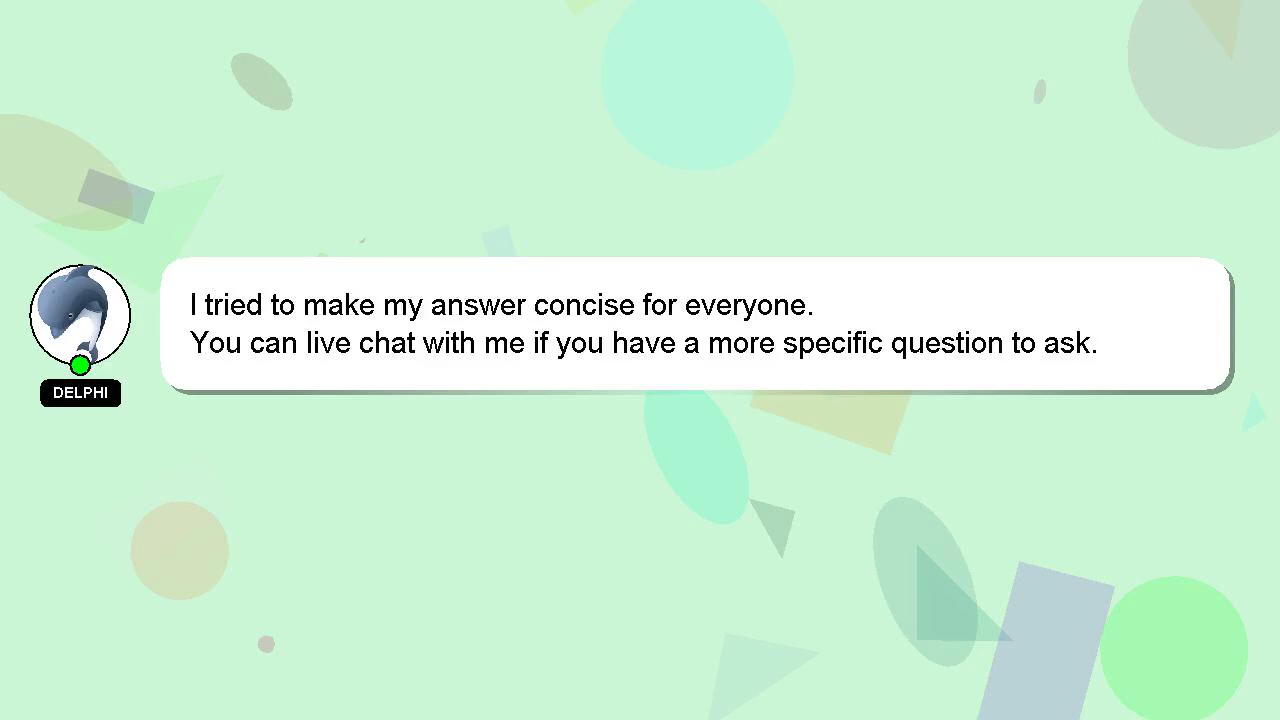 I tried to make my answer concise for everyone.
You can live chat with me if you have a more specific question to ask.
DELPHI